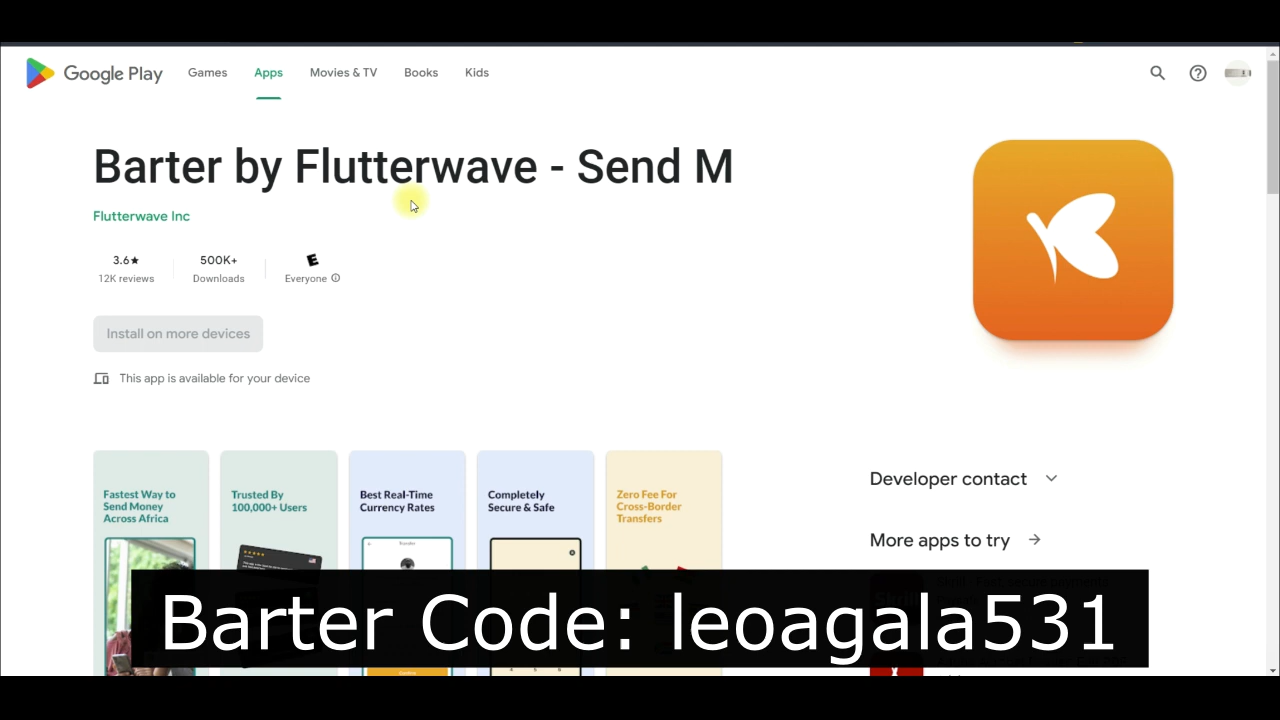 Google Play
Games
Apps
Movies & TV
Books
Kids
Barter by Flutterwave - Send M
Flutterwave Inc
3.6★
12K reviews
500K+
Downloads
E
Everyone
Install on more devices
This app is available for your device
Fastest Way to
Send Money
Across Africa
Trusted By
100,000+ Users
Best Real-Time
Currency Rates
Completely
Secure & Safe
Zero Fee For
Cross-Border
Transfers
Developer contact
More apps to try
Barter Code: leoagala531